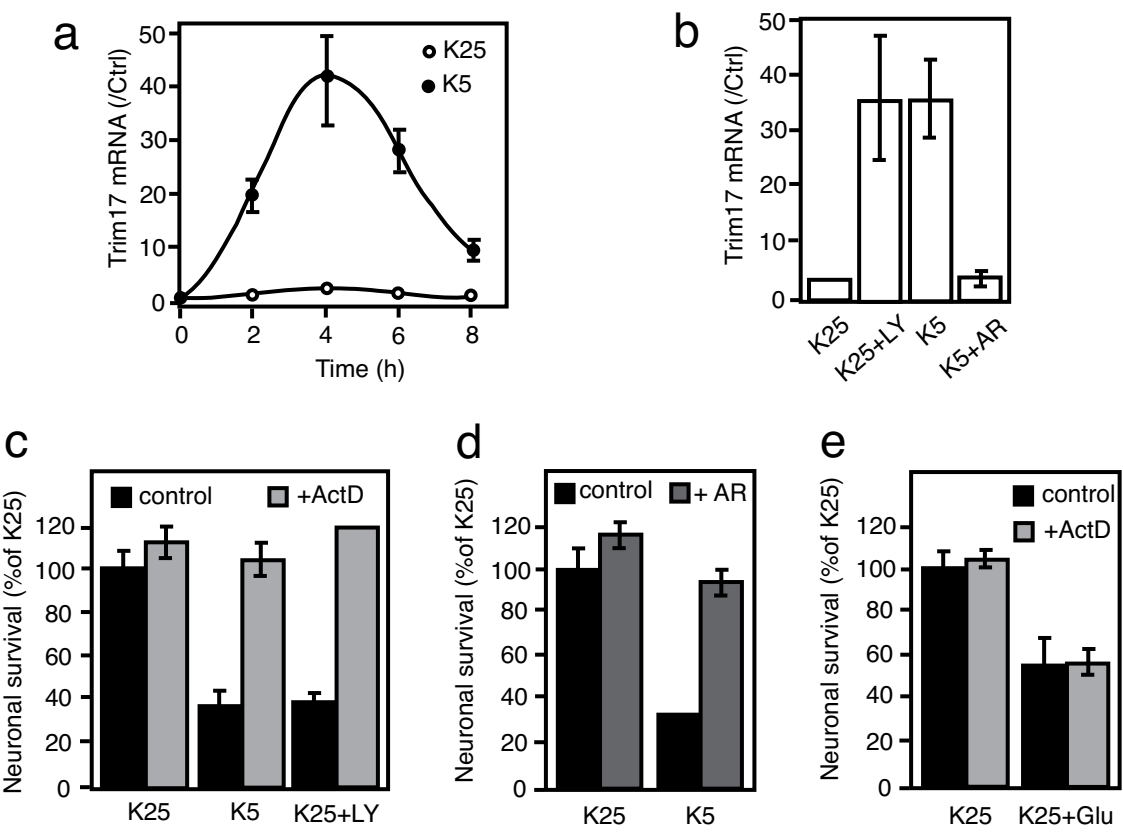 a
Trim17 mRNA (/Ctrl)
50
40
30
20
10
0
K25
K5
0 2 4 6 8
Time (h)
b
Trim17 mRNA (/Ctrl)
50
40
30
20
10
0
K25
K25+LY
K5
K5+AR
c
Neuronal survival (%of K25)
control +ActD
120
100
80
60
40
20
0
K25 K5 K25+LY
d
Neuronal survival (%of K25)
control + AR
120
100
80
60
40
20
0
K25 K5
e
Neuronal survival (%of K25)
control
+ActD
120
100
80
60
40
20
0
K25 K25+Glu